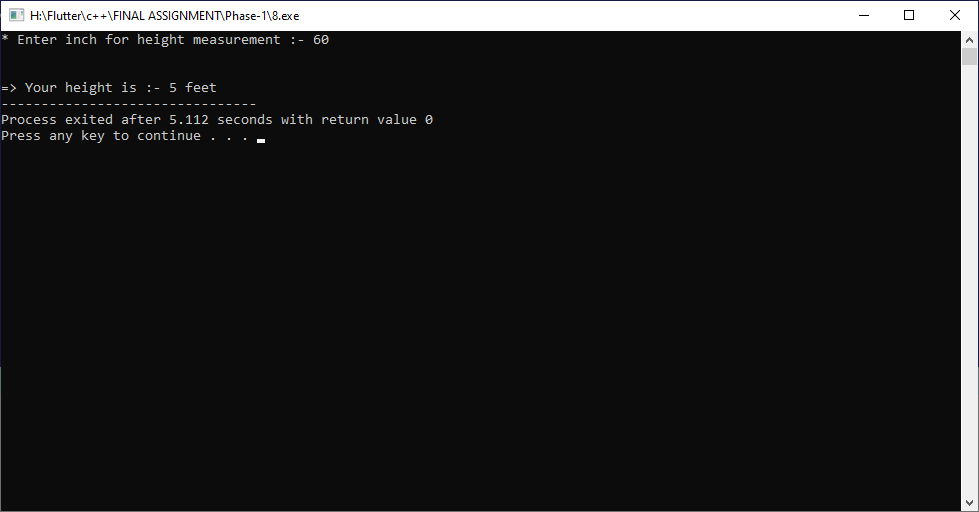 H:\Flutter\c++\FINAL ASSIGNMENT\Phase-1\8.exe
* Enter inch for height measurement :- 60
=> Your height is :- 5 feet
--------------------------------
Process exited after 5.112 seconds with return value 0
Press any key to continue . . .